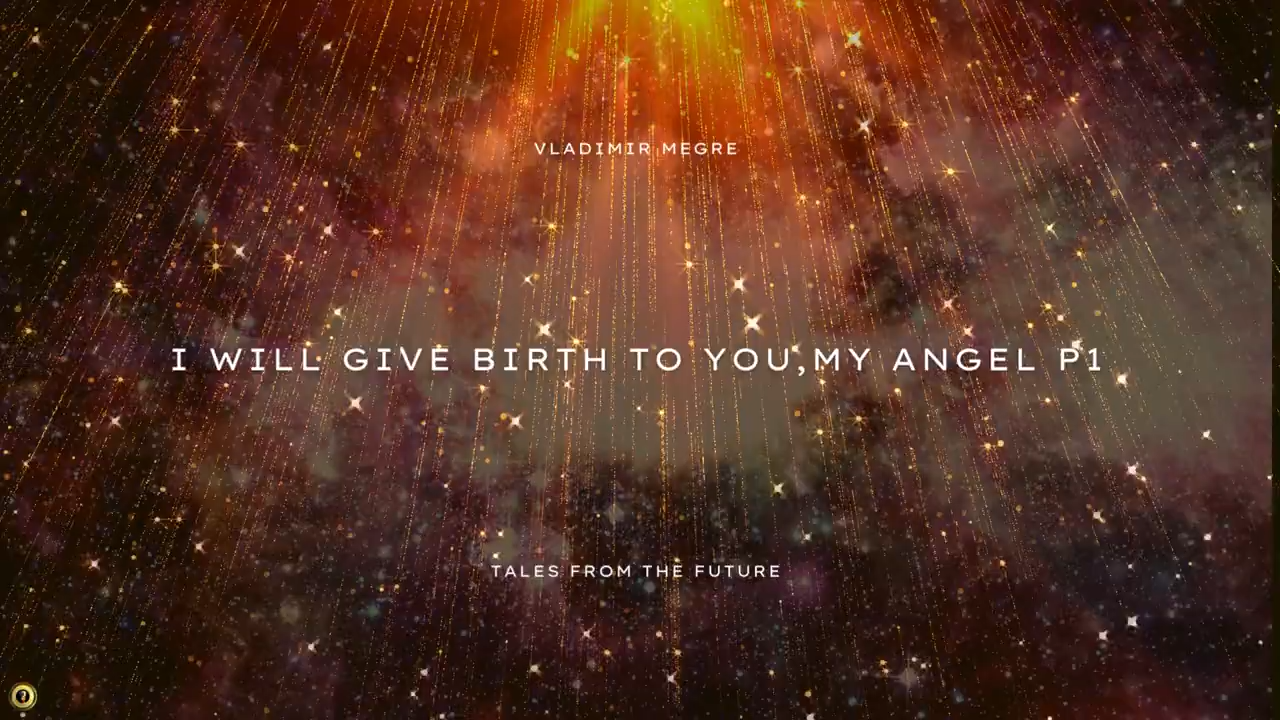 VLADIMIR MEGRE
I WILL GIVE BIRTH TO YOU,MY ANGEL P1
TALES FROM THE FUTURE